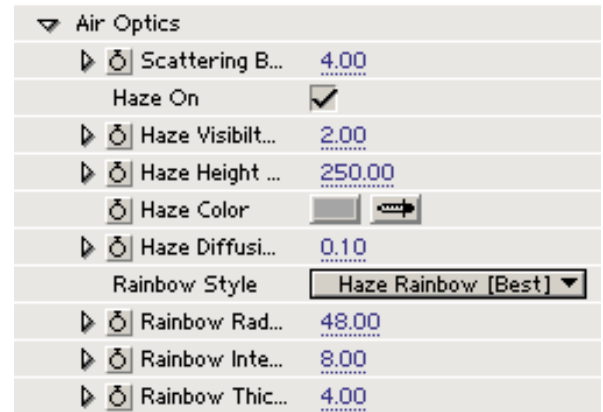 Air Optics
Scattering B... 4.00
Haze On
Haze Visibilt... 2.00
Haze Height ... 250.00
Haze Color
Haze Diffusi... 0.10
Rainbow Style Haze Rainbow [Best]
Rainbow Rad... 48.00
Rainbow Inte... 8.00
Rainbow Thic... 4.00